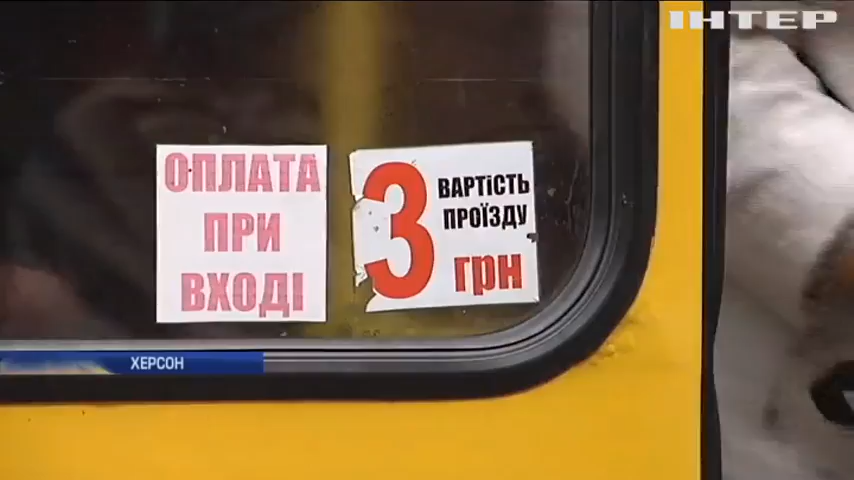 ІНТЕР
ОПЛАТА
ПРИ
ВХОДІ
3
ВАРТіСТЬ
ПРОЇЗДУ
грн
ХЕРСОН